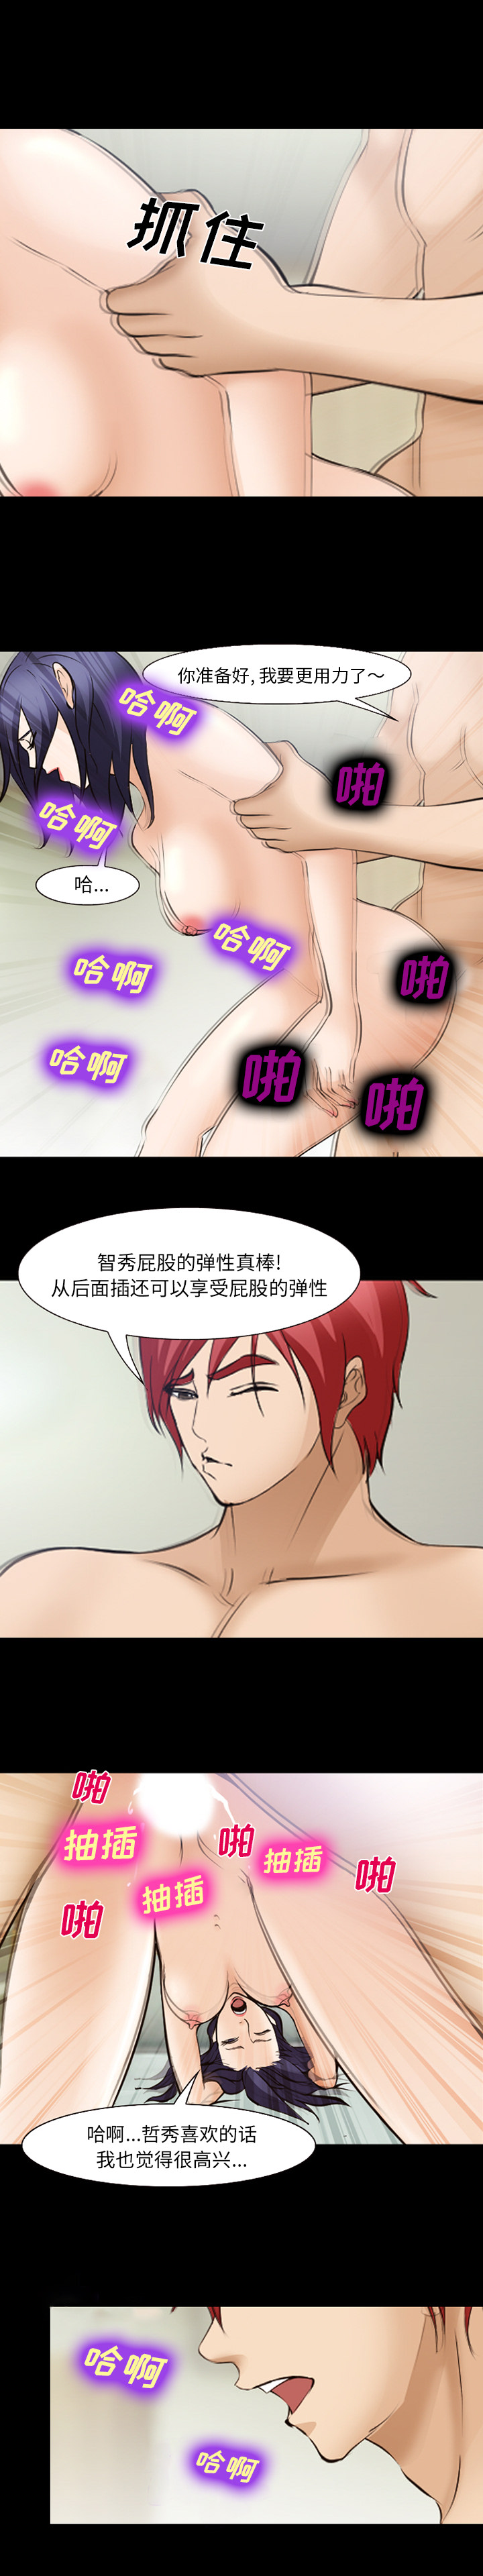 抓住
你准备好, 我要更用力了~
哈啊
啪
哈啊
哈...
哈啊
哈啊
啪
哈啊
啪
啪
智秀屁股的弹性真棒!
从后面插还可以享受屁股的弹性
啪
抽插
啪
抽插
啪
抽插
啪
哈啊...哲秀喜欢的话
我也觉得很高兴...
哈啊
哈啊